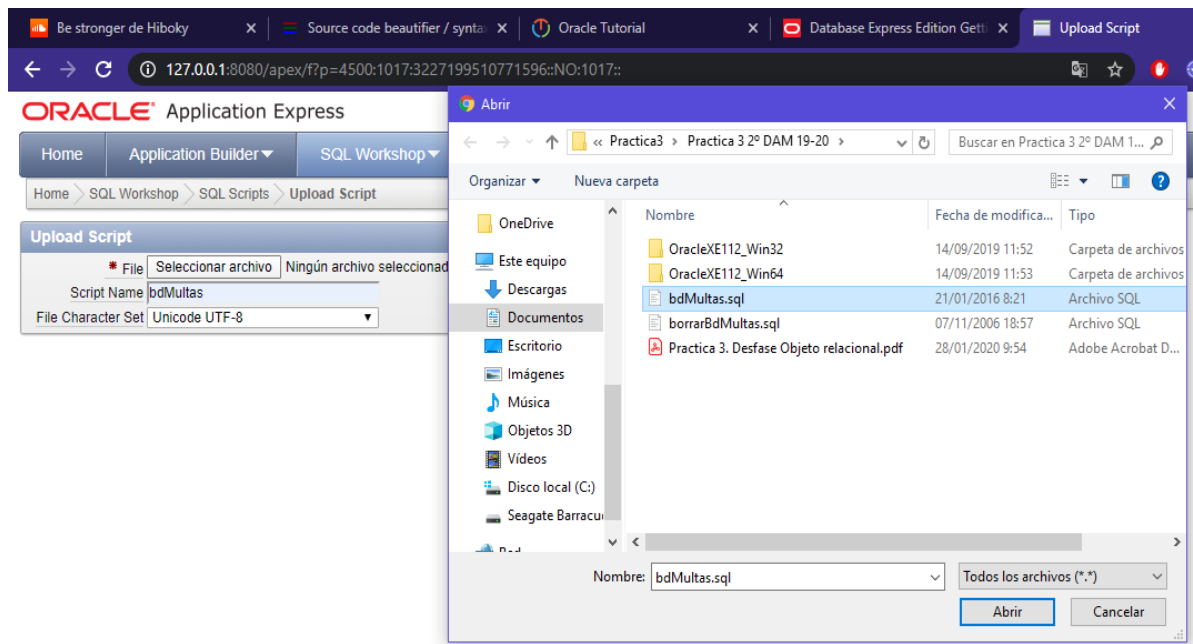 Be stronger de Hiboky
Source code beautifier / synta
Oracle Tutorial
Database Express Edition Gett
Upload Script
127.0.0.1:8080/apex/f?p=4500:1017:3227199510771596::NO:1017::
ORACLE Application Express
Home Application Builder SQL Workshop
Home SQL Workshop SQL Scripts Upload Script
Upload Script
* File Seleccionar archivo Ningún archivo seleccionad
Script Name bdMultas
File Character Set Unicode UTF-8
Abrir
« Practica3 > Practica 3 2º DAM 19-20 >
Buscar en Practica 3 2º DAM 1...
Organizar Nueva carpeta
OneDrive
Este equipo
Descargas
Documentos
Escritorio
Imágenes
Música
Objetos 3D
Vídeos
Disco local (C:)
Seagate Barracu
Nombre Fecha de modifica... Tipo
OracleXE112_Win32 14/09/2019 11:52 Carpeta de archivos
OracleXE112_Win64 14/09/2019 11:53 Carpeta de archivos
bdMultas.sql 21/01/2016 8:21 Archivo SQL
borrarBdMultas.sql 07/11/2006 18:57 Archivo SQL
Practica 3. Desfase Objeto relacional.pdf 28/01/2020 9:54 Adobe Acrobat D...
Nombre: bdMultas.sql
Todos los archivos (*.*)
Abrir Cancelar